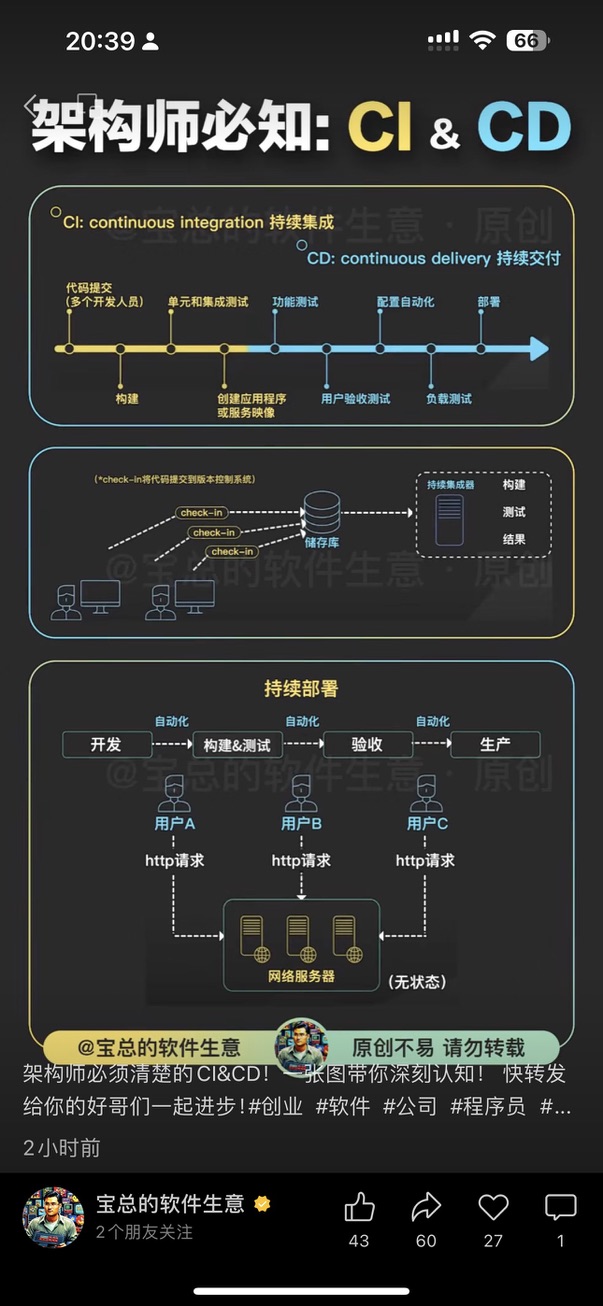 20:39
66
架构师必知: CI & CD
CI: continuous integration 持续集成
CD: continuous delivery 持续交付
代码提交
(多个开发人员)
单元和集成测试
功能测试
配置自动化
部署
构建
创建应用程序
或服务映像
用户验收测试
负载测试
@宝总的软件生意 · 原创
(*check-in将代码提交到版本控制系统)
check-in
check-in
check-in
储存库
持续集成器
构建
测试
结果
@宝总的软件生意 · 原创
持续部署
自动化
自动化
自动化
开发
构建&测试
验收
生产
@宝总的软件生意 · 原创
用户A
用户B
用户C
http请求
http请求
http请求
网络服务器
(无状态)
@宝总的软件生意
原创不易 请勿转载
架构师必须清楚的CI&CD！一张图带你深刻认知！ 快转发
给你的好哥们一起进步!#创业 #软件 #公司 #程序员 #...
2小时前
宝总的软件生意
2个朋友关注
43
60
27
1